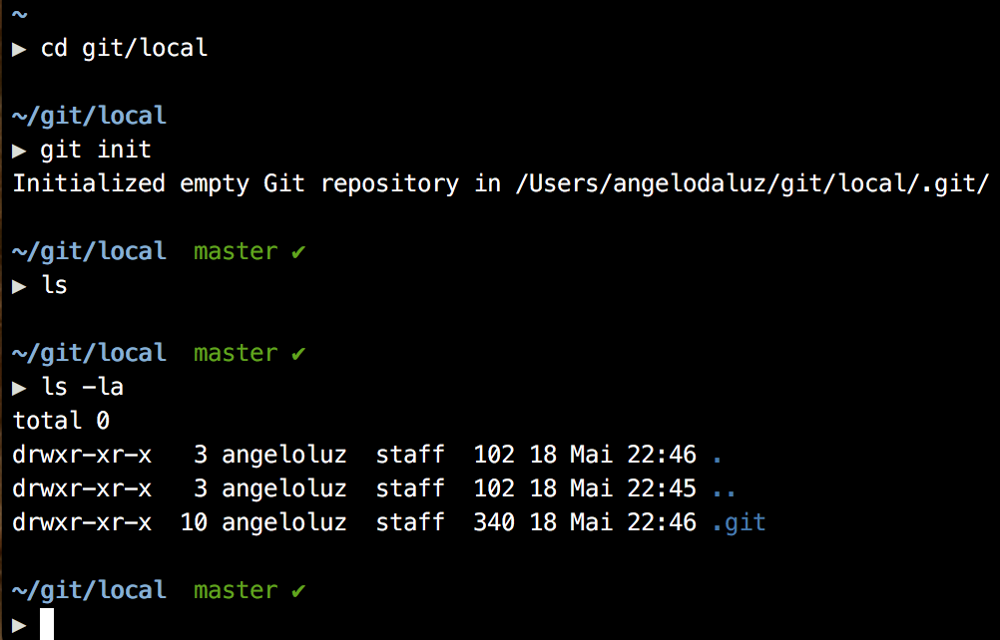 ~
▶ cd git/local
~/git/local
▶ git init
Initialized empty Git repository in /Users/angelodaluz/git/local/.git/
~/git/local  master ✔
▶ ls
~/git/local  master ✔
▶ ls -la
total 0
drwxr-xr-x   3 angeloluz  staff  102 18 Mai 22:46 .
drwxr-xr-x   3 angeloluz  staff  102 18 Mai 22:45 ..
drwxr-xr-x  10 angeloluz  staff  340 18 Mai 22:46 .git
~/git/local  master ✔
▶